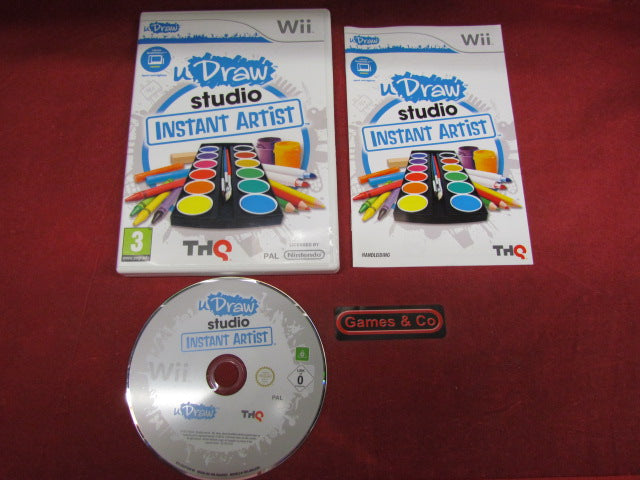 Wii
uDraw
studio
INSTANT ARTIST
3
THQ
PAL
LICENSED BY
Nintendo
Wii
uDraw
studio
INSTANT ARTIST
HANDLEIDING
THQ
uDraw
studio
INSTANT ARTIST
Wii
0
PAL
uDraw
THQ
Games & Co